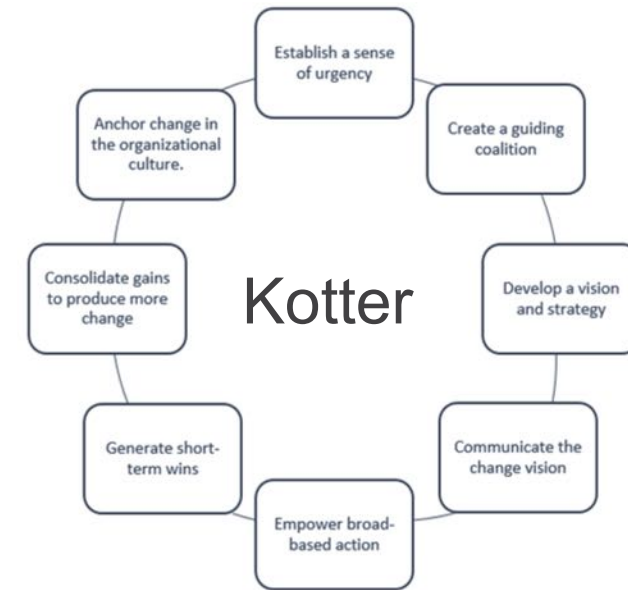 Establish a sense
of urgency
Create a guiding
coalition
Develop a vision
and strategy
Communicate the
change vision
Empower broad-
based action
Generate short-
term wins
Consolidate gains
to produce more
change
Anchor change in
the organizational
culture.
Kotter